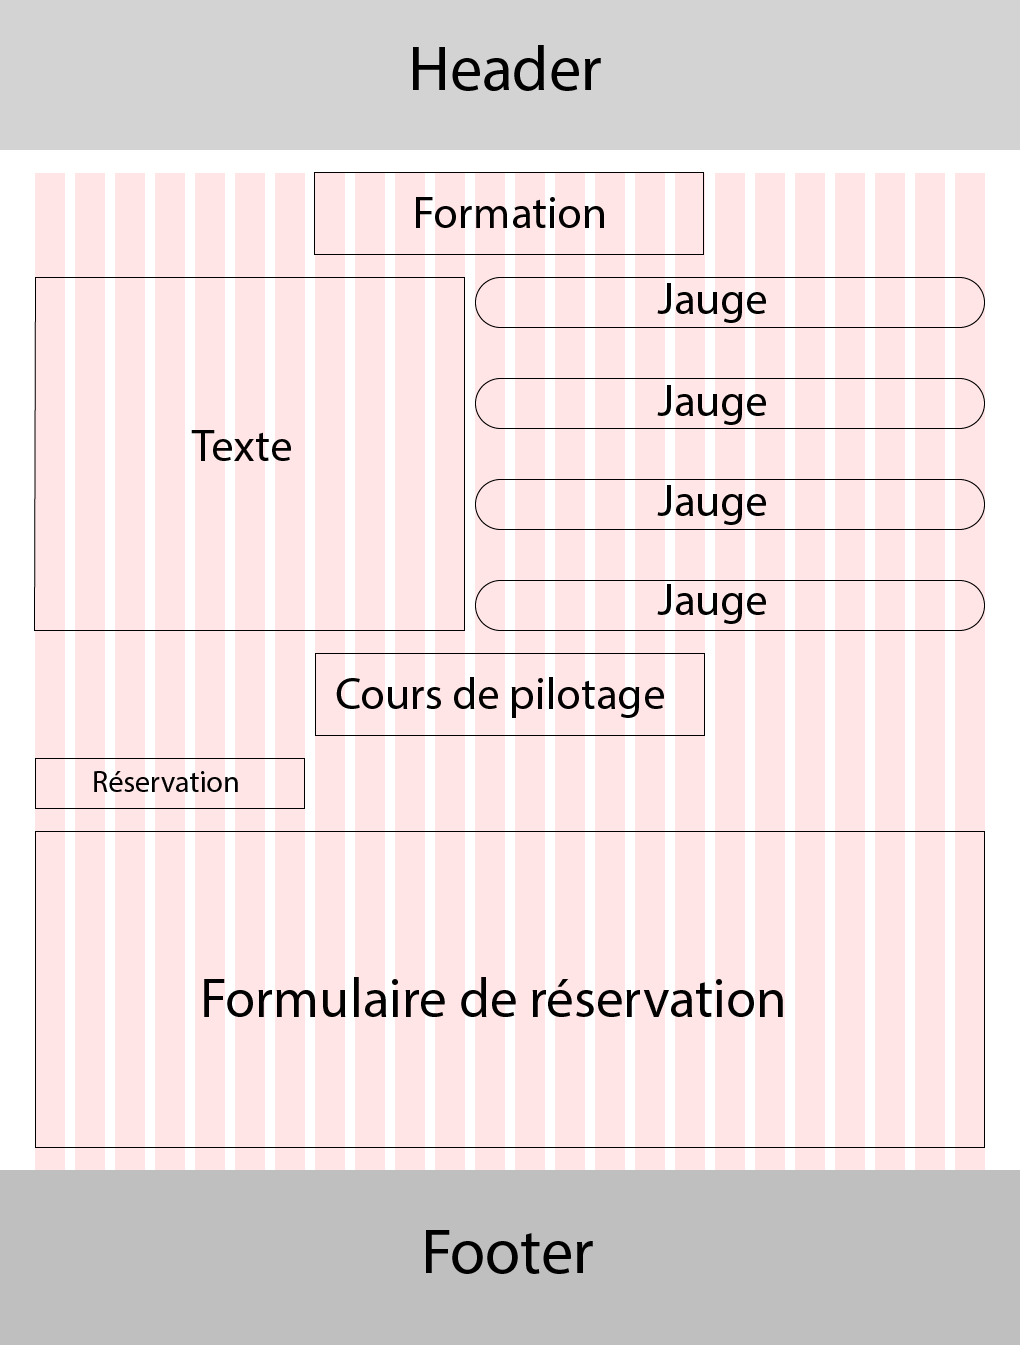 Header
Formation
Texte
Jauge
Jauge
Jauge
Jauge
Cours de pilotage
Réservation
Formulaire de réservation
Footer